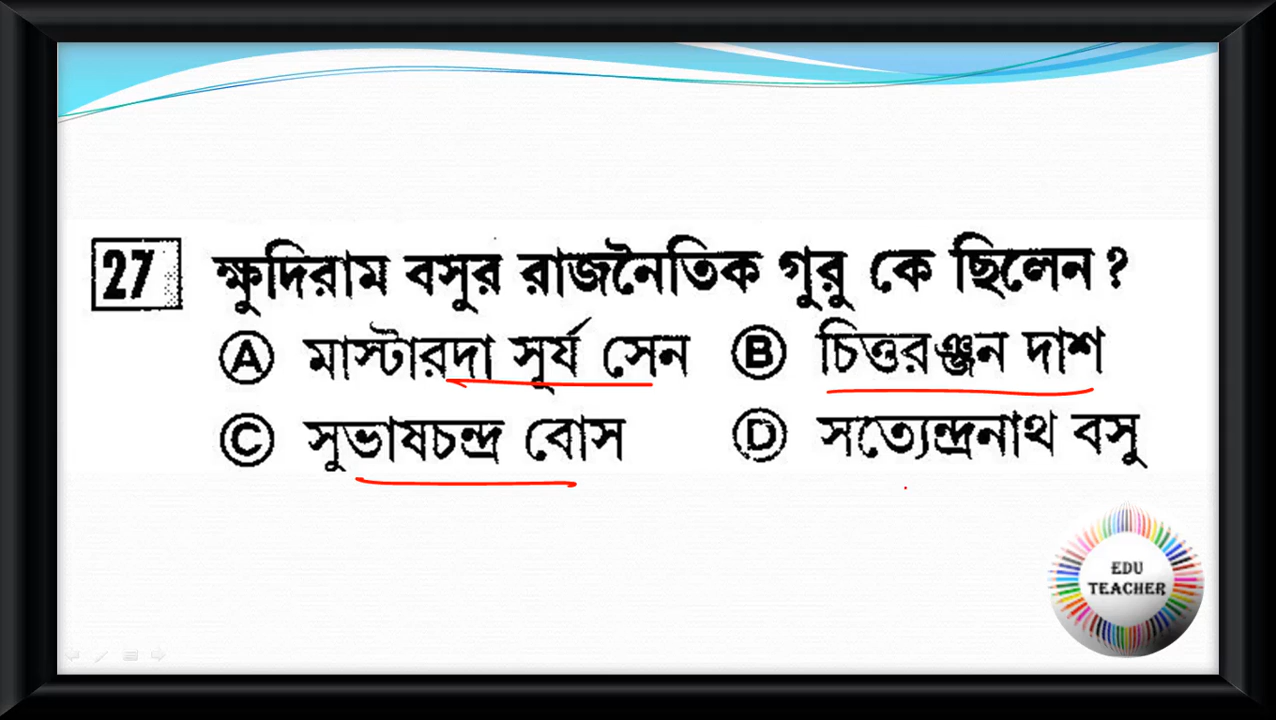 27 ক্ষুদিরাম বসুর রাজনৈতিক গুরু কে ছিলেন?
Ⓐ মাস্টারদা সূর্য সেন Ⓑ চিত্তরঞ্জন দাশ
Ⓒ সুভাষচন্দ্র বোস Ⓓ সত্যেন্দ্রনাথ বসু
EDU
TEACHER